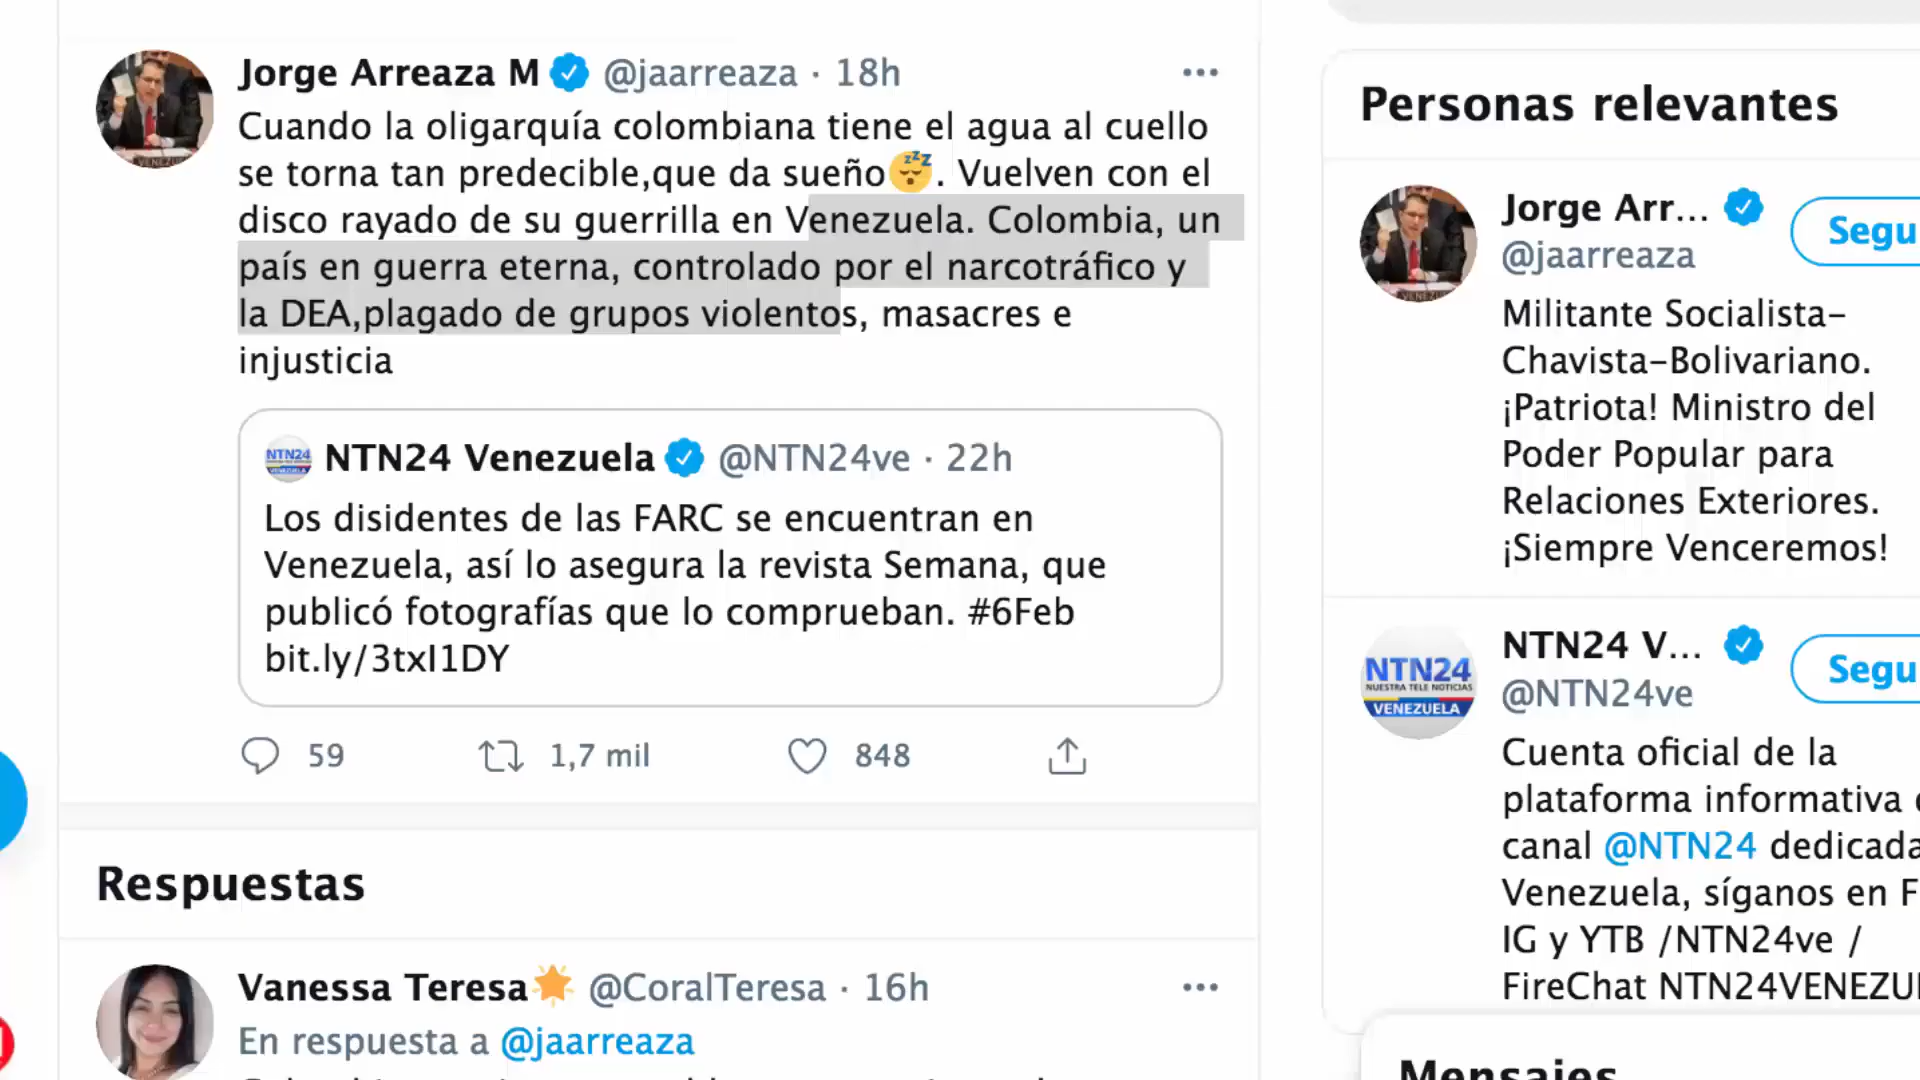 Jorge Arreaza M @jaarreaza · 18h
Cuando la oligarquía colombiana tiene el agua al cuello
se torna tan predecible,que da sueño😴. Vuelven con el
disco rayado de su guerrilla en Venezuela. Colombia, un
país en guerra eterna, controlado por el narcotráfico y
la DEA,plagado de grupos violentos, masacres e
injusticia
NTN24 Venezuela @NTN24ve · 22h
Los disidentes de las FARC se encuentran en
Venezuela, así lo asegura la revista Semana, que
publicó fotografías que lo comprueban. #6Feb
bit.ly/3txI1DY
59 1,7 mil 848
Respuestas
Vanessa Teresa🌟 @CoralTeresa · 16h
En respuesta a @jaarreaza
Personas relevantes
Jorge Arr...
Segu
@jaarreaza
Militante Socialista-
Chavista-Bolivariano.
¡Patriota! Ministro del
Poder Popular para
Relaciones Exteriores.
¡Siempre Venceremos!
NTN24
NUESTRA TELE NOTICIAS
VENEZUELA
NTN24 V...
Segu
@NTN24ve
Cuenta oficial de la
plataforma informativa
canal @NTN24 dedicada
Venezuela, síganos en F
IG y YTB /NTN24ve /
FireChat NTN24VENEZU
Mensajes